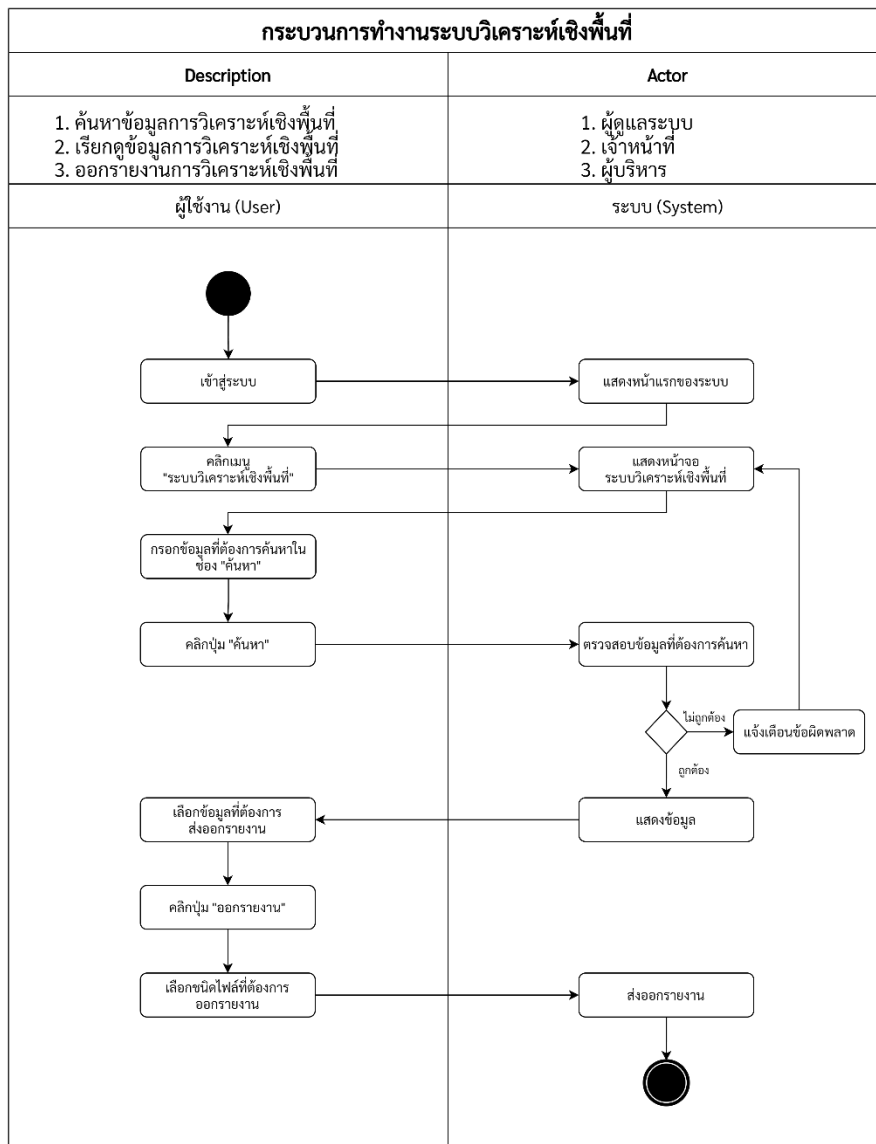 กระบวนการทำงานระบบวิเคราะห์เชิงพื้นที่
Description
Actor
1. ค้นหาข้อมูลการวิเคราะห์เชิงพื้นที่
2. เรียกดูข้อมูลการวิเคราะห์เชิงพื้นที่
3. ออกรายงานการวิเคราะห์เชิงพื้นที่
1. ผู้ดูแลระบบ
2. เจ้าหน้าที่
3. ผู้บริหาร
ผู้ใช้งาน (User)
ระบบ (System)
เข้าสู่ระบบ
แสดงหน้าแรกของระบบ
คลิกเมนู
"ระบบวิเคราะห์เชิงพื้นที่"
แสดงหน้าจอ
ระบบวิเคราะห์เชิงพื้นที่
กรอกข้อมูลที่ต้องการค้นหาใน
ช่อง "ค้นหา"
คลิกปุ่ม "ค้นหา"
ตรวจสอบข้อมูลที่ต้องการค้นหา
ไม่ถูกต้อง
แจ้งเตือนข้อผิดพลาด
ถูกต้อง
เลือกข้อมูลที่ต้องการ
ส่งออกรายงาน
แสดงข้อมูล
คลิกปุ่ม "ออกรายงาน"
เลือกชนิดไฟล์ที่ต้องการ
ออกรายงาน
ส่งออกรายงาน